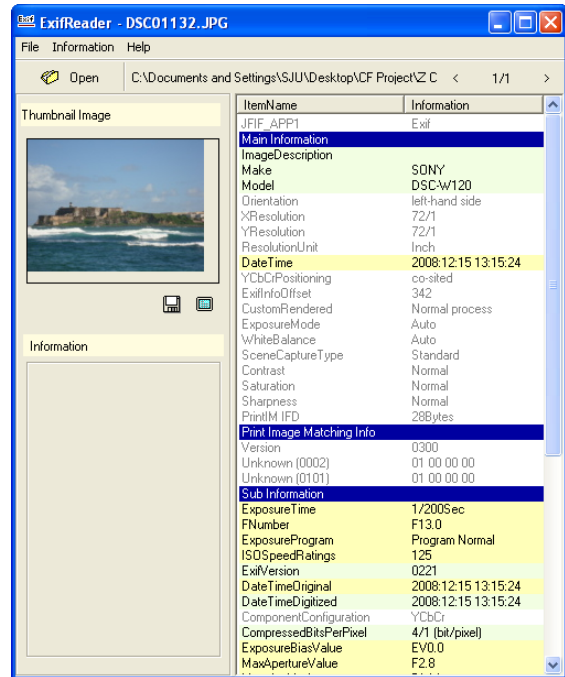 ExifReader - DSC01132.JPG
File Information Help
Open C:\Documents and Settings\SJU\Desktop\CF Project\Z C < 1/1 >
Thumbnail Image
Information
ItemName Information
JFIF_APP1 Exif
Main Information
ImageDescription
Make SONY
Model DSC-W120
Orientation left-hand side
XResolution 72/1
YResolution 72/1
ResolutionUnit Inch
DateTime 2008:12:15 13:15:24
YCbCrPositioning co-sited
ExifInfoOffset 342
CustomRendered Normal process
ExposureMode Auto
WhiteBalance Auto
SceneCaptureType Standard
Contrast Normal
Saturation Normal
Sharpness Normal
PrintIM IFD 28Bytes
Print Image Matching Info
Version 0300
Unknown (0002) 01 00 00 00
Unknown (0101) 01 00 00 00
Sub Information
ExposureTime 1/200Sec
FNumber F13.0
ExposureProgram Program Normal
ISOSpeedRatings 125
ExifVersion 0221
DateTimeOriginal 2008:12:15 13:15:24
DateTimeDigitized 2008:12:15 13:15:24
ComponentConfiguration YCbCr
CompressedBitsPerPixel 4/1 (bit/pixel)
ExposureBiasValue EV0.0
MaxApertureValue F2.8